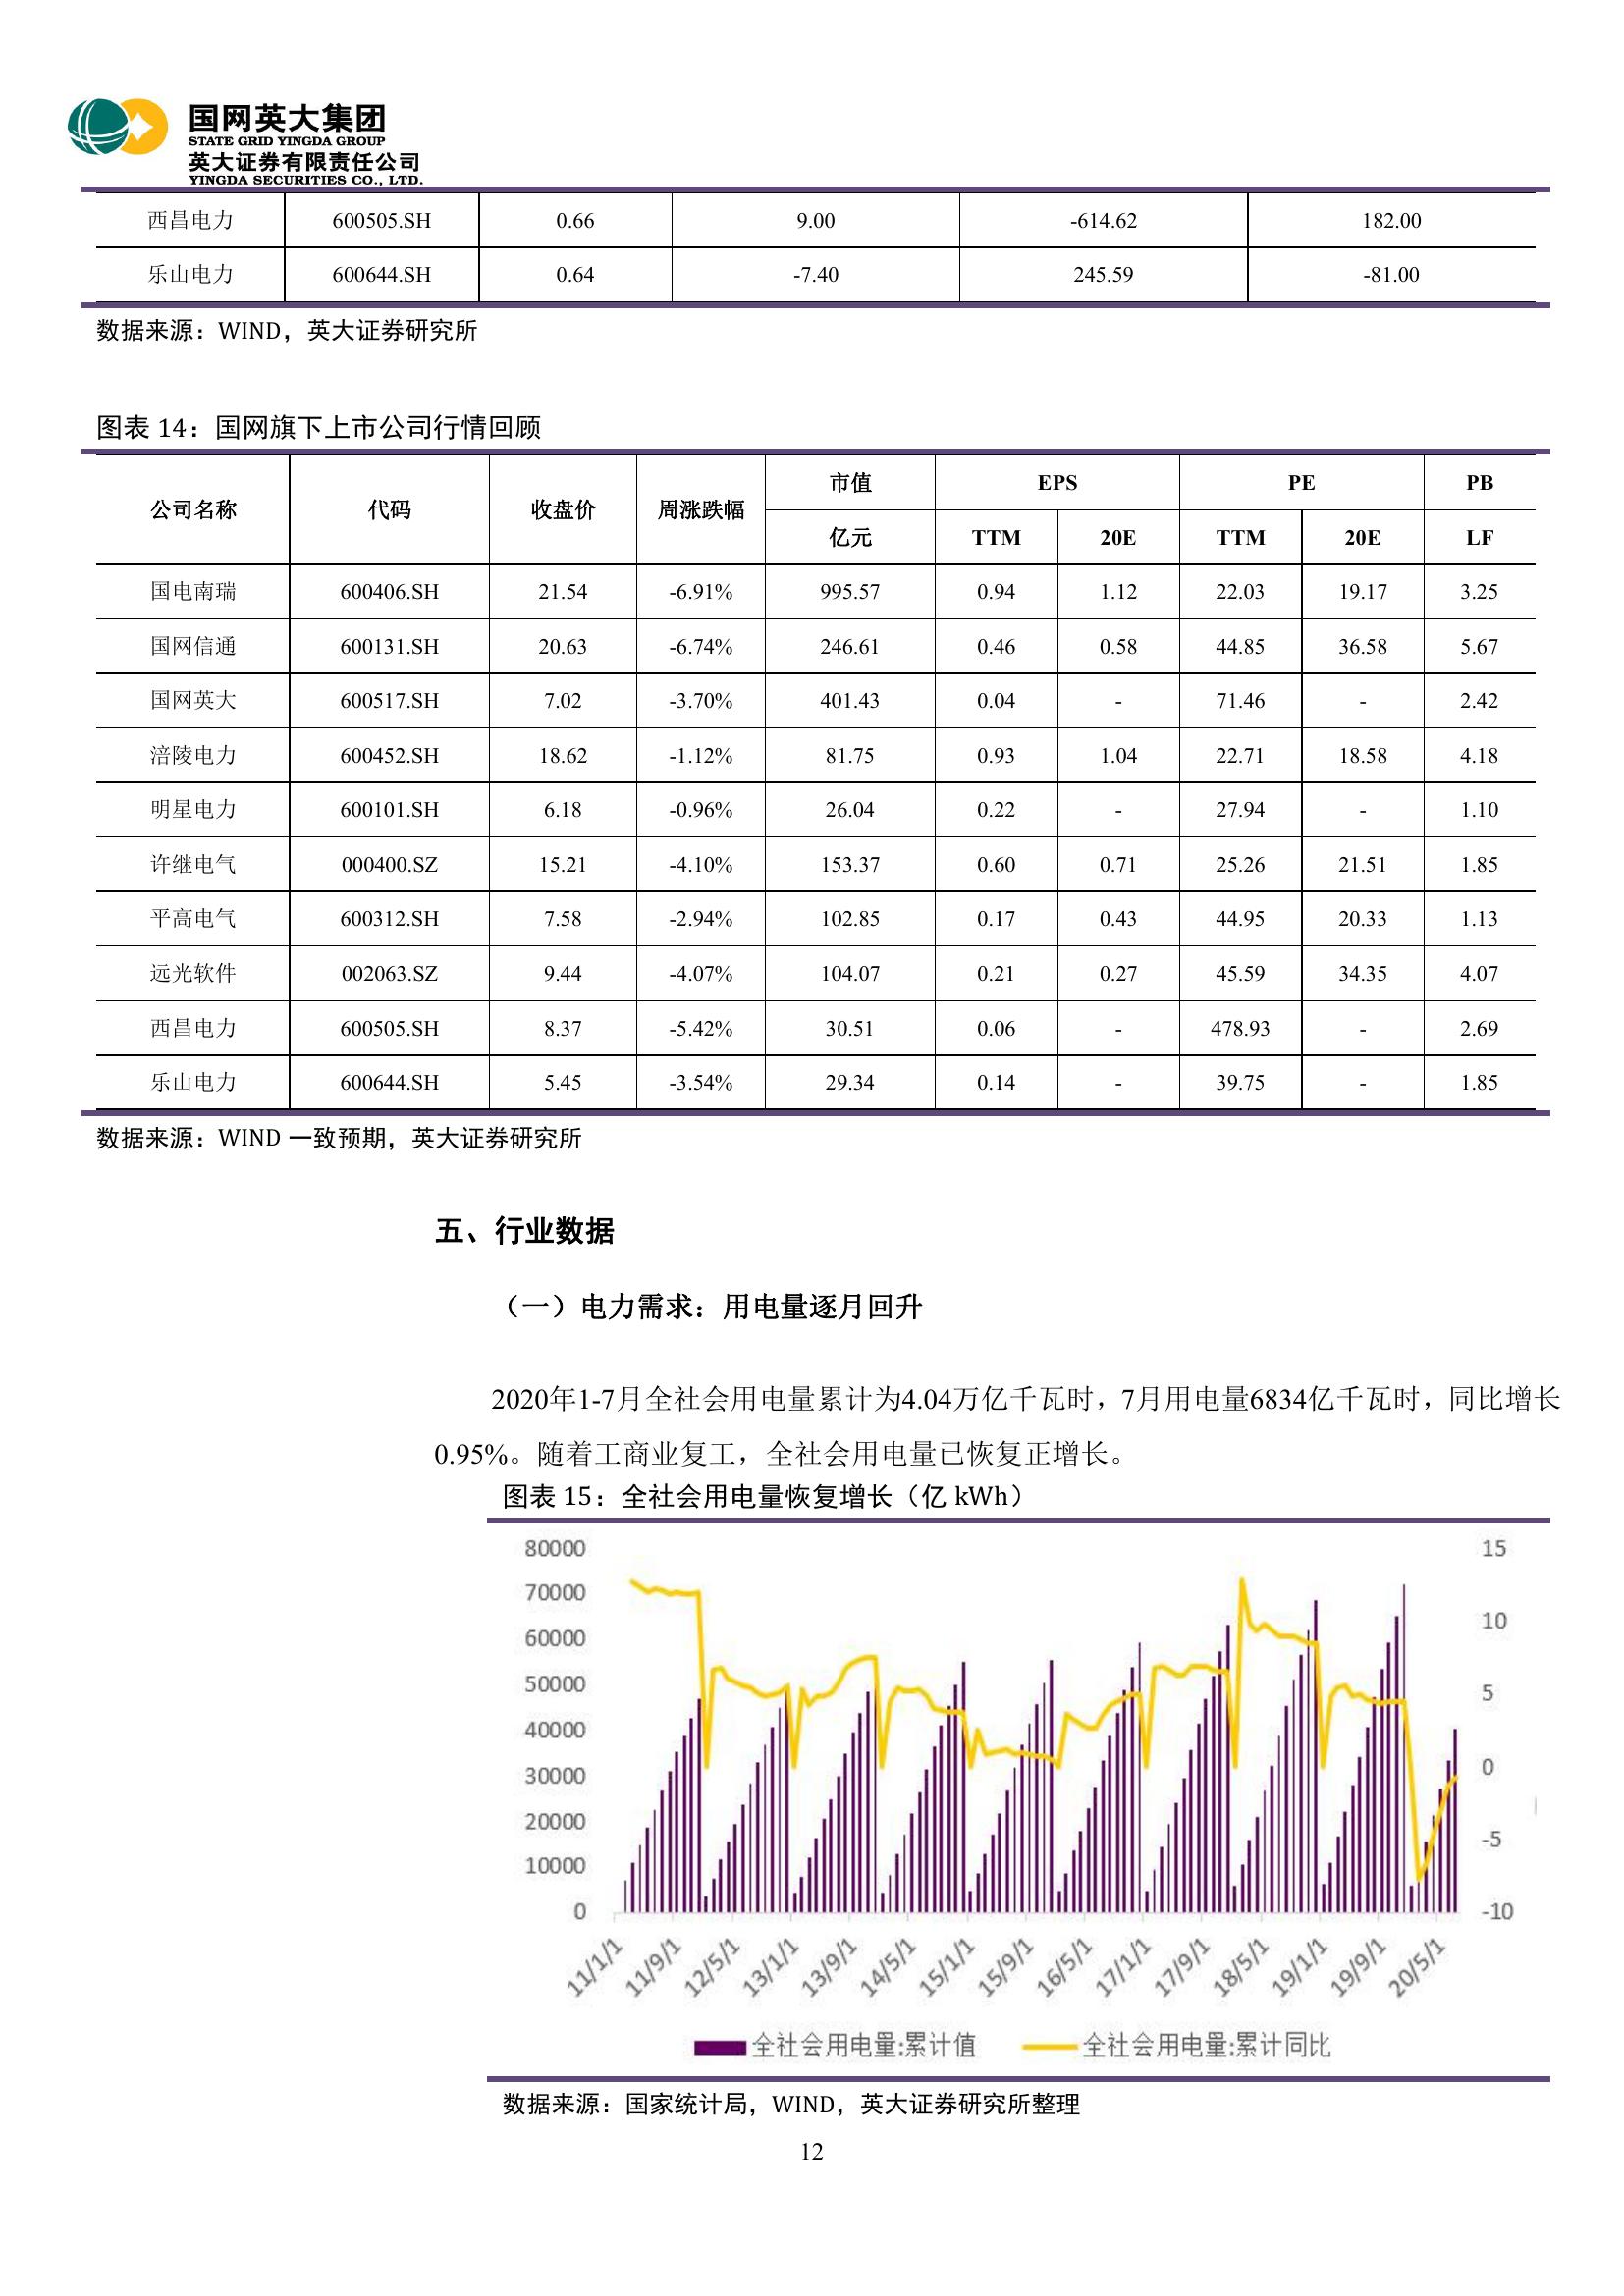 国网英大集团
STATE GRID YINGDA GROUP
英大证券有限责任公司
YINGDA SECURITIES CO., LTD.
西昌电力 600505.SH 0.66 9.00 -614.62 182.00
乐山电力 600644.SH 0.64 -7.40 245.59 -81.00
数据来源：WIND，英大证券研究所
图表 14：国网旗下上市公司行情回顾
公司名称 代码 收盘价 周涨跌幅 市值 EPS PE PB
亿元 TTM 20E TTM 20E LF
国电南瑞 600406.SH 21.54 -6.91% 995.57 0.94 1.12 22.03 19.17 3.25
国网信通 600131.SH 20.63 -6.74% 246.61 0.46 0.58 44.85 36.58 5.67
国网英大 600517.SH 7.02 -3.70% 401.43 0.04 - 71.46 - 2.42
涪陵电力 600452.SH 18.62 -1.12% 81.75 0.93 1.04 22.71 18.58 4.18
明星电力 600101.SH 6.18 -0.96% 26.04 0.22 - 27.94 - 1.10
许继电气 000400.SZ 15.21 -4.10% 153.37 0.60 0.71 25.26 21.51 1.85
平高电气 600312.SH 7.58 -2.94% 102.85 0.17 0.43 44.95 20.33 1.13
远光软件 002063.SZ 9.44 -4.07% 104.07 0.21 0.27 45.59 34.35 4.07
西昌电力 600505.SH 8.37 -5.42% 30.51 0.06 - 478.93 - 2.69
乐山电力 600644.SH 5.45 -3.54% 29.34 0.14 - 39.75 - 1.85
数据来源：WIND 一致预期，英大证券研究所
五、行业数据
（一）电力需求：用电量逐月回升
2020年1-7月全社会用电量累计为4.04万亿千瓦时，7月用电量6834亿千瓦时，同比增长
0.95%。随着工商业复工，全社会用电量已恢复正增长。
图表 15：全社会用电量恢复增长（亿 kWh）
80000 15
70000
60000 10
50000 5
40000
30000 0
20000 -5
10000
0 -10
11/1/1 11/9/1 12/5/1 13/1/1 13/9/1 14/5/1 15/1/1 15/9/1 16/5/1 17/1/1 17/9/1 18/5/1 19/1/1 19/9/1 20/5/1
全社会用电量:累计值 全社会用电量:累计同比
数据来源：国家统计局，WIND，英大证券研究所整理
12